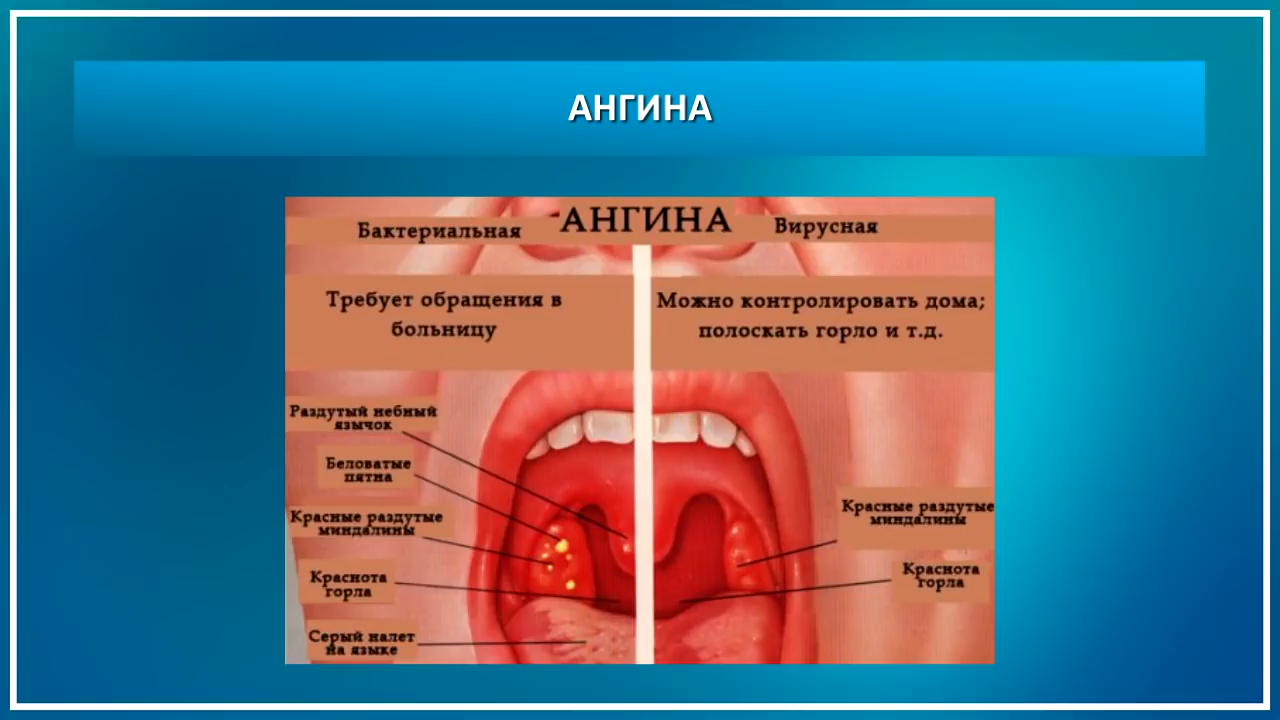 АНГИНА
АНГИНА
Бактериальная
Вирусная
Требует обращения в
больницу
Можно контролировать дома;
полоскать горло и т.д.
Раздутый небный
язычок
Беловатые
пятна
Красные раздутые
миндалины
Краснота
горла
Серый налет
на языке
Красные раздутые
миндалины
Краснота
горла